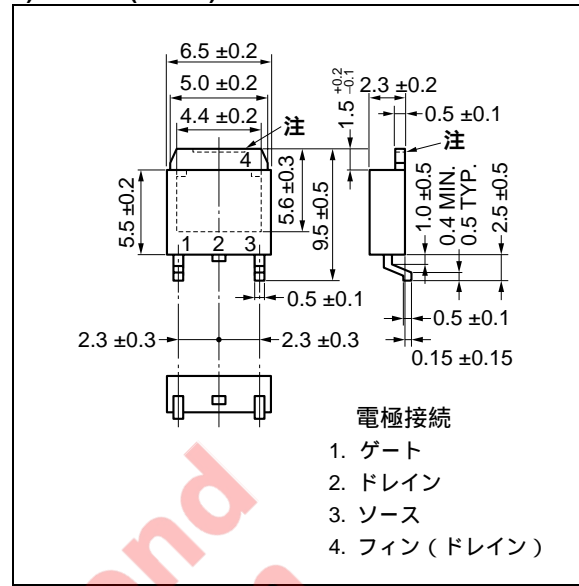 6.5 ±0.2
5.0 ±0.2
4.4 ±0.2
注
4
5.5 ±0.2
5.6 ±0.3
9.5 ±0.5
1 2 3
0.5 ±0.1
2.3 ±0.3
2.3 ±0.3
1.5 +0.2 −0.1
2.3 ±0.2
0.5 ±0.1
注
1.0 ±0.5
0.4 MIN.
0.5 TYP.
2.5 ±0.5
0.5 ±0.1
0.15 ±0.15
電極接続
1. ゲート
2. ドレイン
3. ソース
4. フィン（ドレイン）